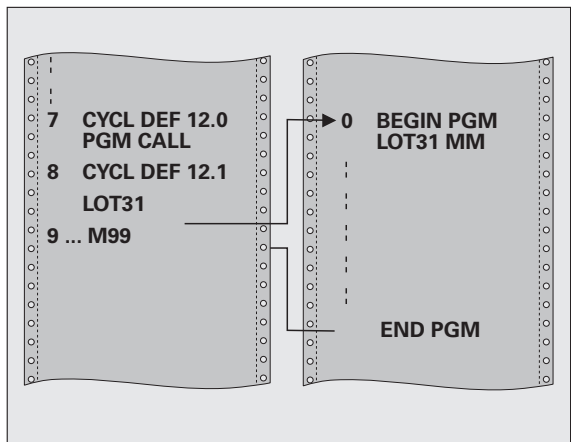 7 CYCL DEF 12.0
PGM CALL
8 CYCL DEF 12.1
LOT31
9 ... M99
0 BEGIN PGM
LOT31 MM
END PGM